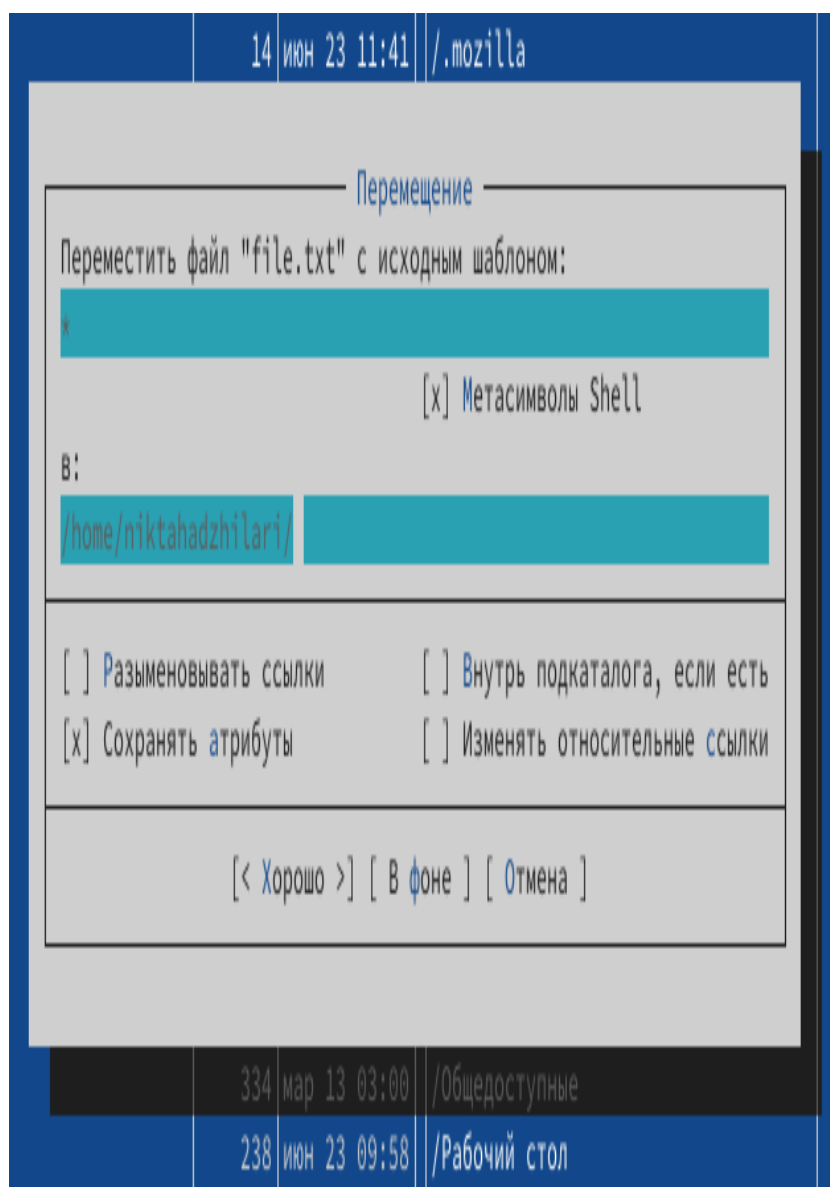 14 июн 23 11:41 /.mozilla
Перемещение
Переместить файл "file.txt" с исходным шаблоном:
*
[x] Метасимволы Shell
в:
/home/niktahadzhilari/
[ ] Разыменовывать ссылки [ ] Внутрь подкаталога, если есть
[x] Сохранять атрибуты [ ] Изменять относительные ссылки
[< Хорошо >] [ В фоне ] [ Отмена ]
334 мар 13 03:00 /Общедоступные
238 июн 23 09:58 /Рабочий стол